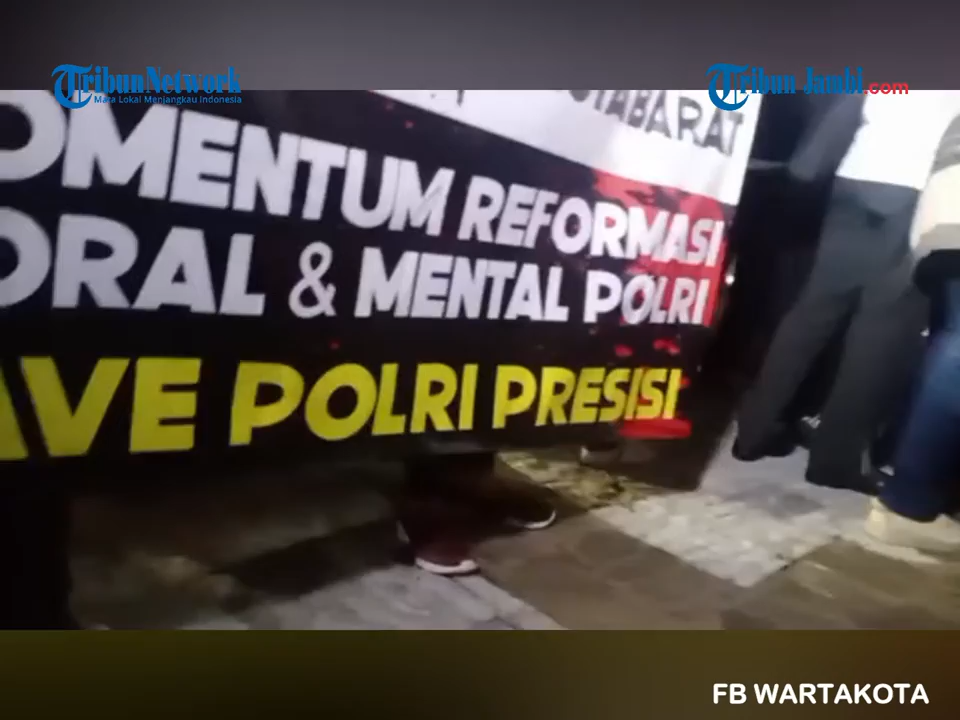 TribunNetwork
Mata Lokal Menjangkau Indonesia
Tribun Jambi.com
OMENTUM REFORMASI
ORAL & MENTAL POLRI
AVE POLRI PRESISI
FB WARTAKOTA